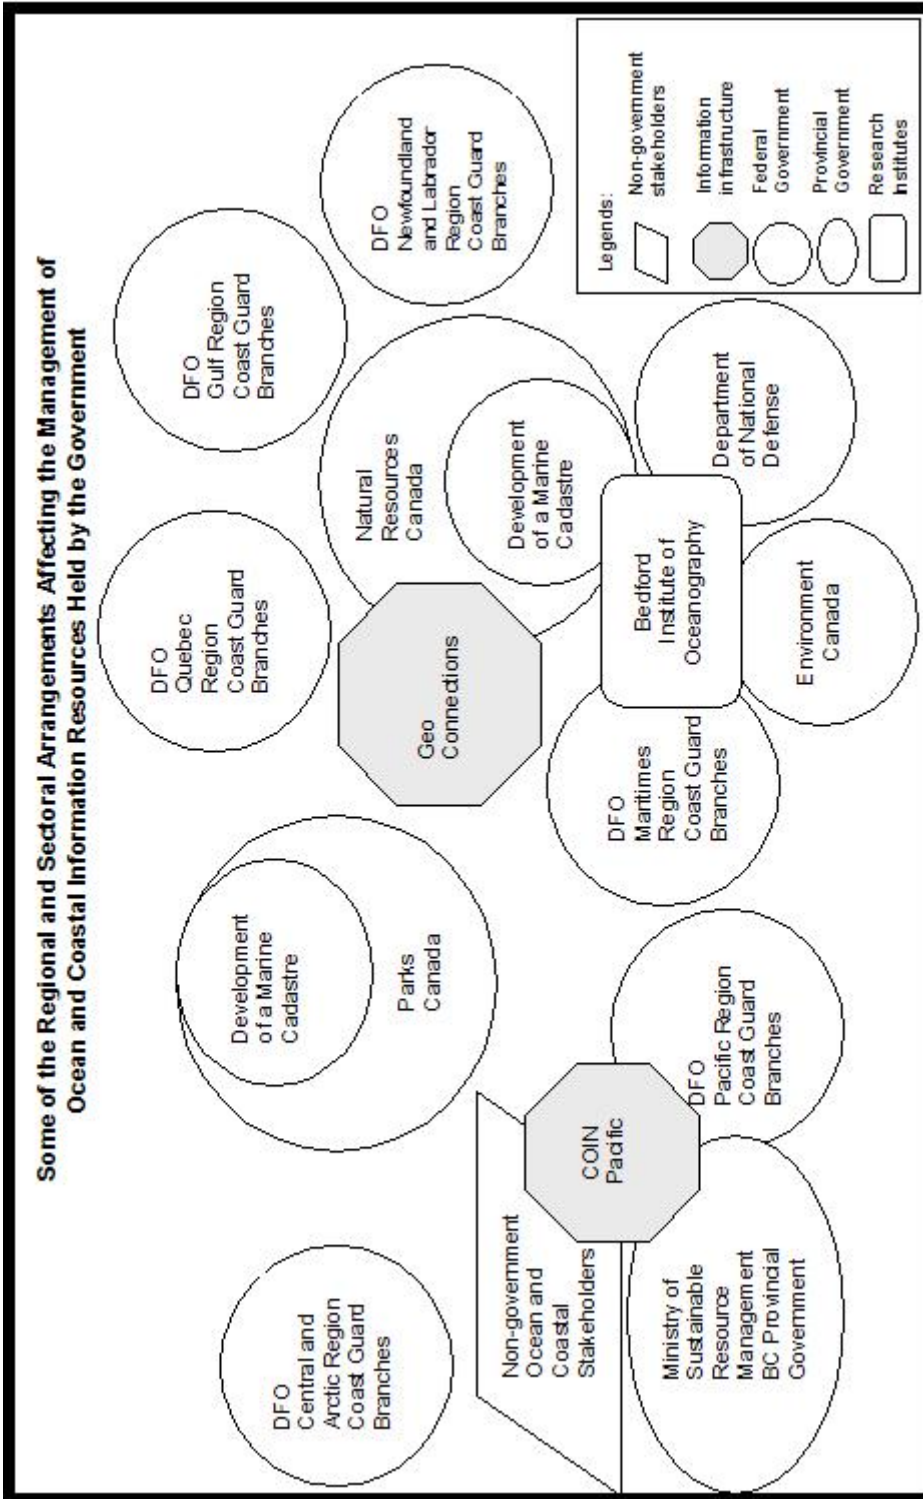 Some of the Regional and Sectoral Arrangements Affecting the Management of
Ocean and Coastal Information Resources Held by the Government
DFO
Central and
Arctic Region
Coast Guard
Branches
Development
of a Marine
Cadastre
Parks
Canada
DFO
Quebec
Region
Coast Guard
Branches
DFO
Gulf Region
Coast Guard
Branches
DFO
Newfoundland
and Labrador
Region
Coast Guard
Branches
Geo
Connections
Natural
Resources
Canada
Development
of a Marine
Cadastre
Non-government
Ocean and
Coastal
Stakeholders
COIN
Pacific
DFO
Pacific Region
Coast Guard
Branches
Ministry of
Sustainable
Resource
Management
BC Provincial
Government
DFO
Maritimes
Region
Coast Guard
Branches
Bedford
Institute of
Oceanography
Environment
Canada
Department
of National
Defense
Legends:
Non-government
stakeholders
Information
infrastructure
Federal
Government
Provincial
Government
Research
Institutes